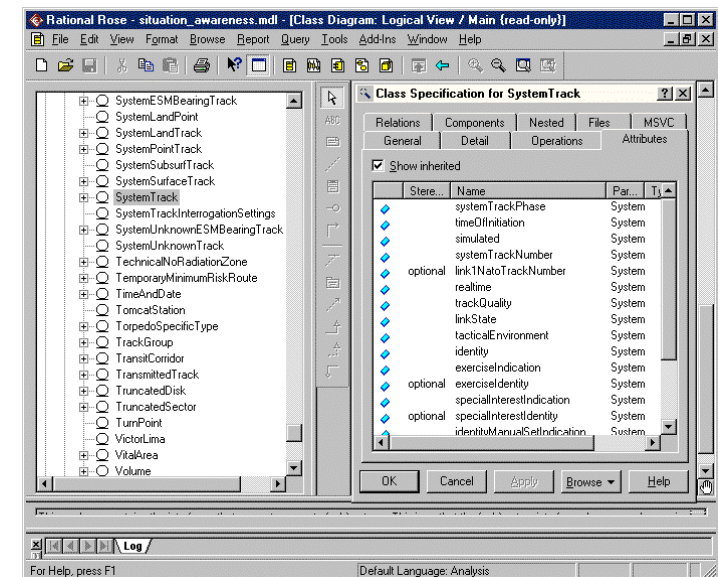 Rational Rose - situation_awareness.mdl - [Class Diagram: Logical View / Main {read-only}]
File Edit View Format Browse Report Query Tools Add-Ins Window Help
SystemESMBearingTrack
SystemLandPoint
SystemLandTrack
SystemPointTrack
SystemSubsurfTrack
SystemSurfaceTrack
SystemTrack
SystemTrackInterrogationSettings
SystemUnknownESMBearingTrack
SystemUnknownTrack
TechnicalNoRadiationZone
TemporaryMinimumRiskRoute
TimeAndDate
TomcatStation
TorpedoSpecificType
TrackGroup
TransitCorridor
TransmittedTrack
TruncatedDisk
TruncatedSector
TurnPoint
VictorLima
VitalArea
Volume
ABC
Class Specification for SystemTrack
Relations Components Nested Files MSVC
General Detail Operations Attributes
Show inherited
Stere... Name Par... Ty
systemTrackPhase System
timeOfInitiation System
simulated System
systemTrackNumber System
optional link1NatoTrackNumber System
realtime System
trackQuality System
linkState System
tacticalEnvironment System
identity System
exerciseIndication System
optional exerciseIdentity System
specialInterestIndication System
optional specialInterestIdentity System
identityManualSetIndication System
OK Cancel Apply Browse Help
Log
For Help, press F1 Default Language: Analysis